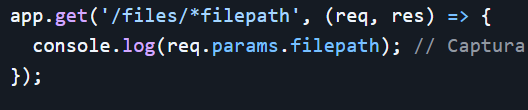 app.get('/files/*filepath', (req, res) => {
  console.log(req.params.filepath); // Captura
});